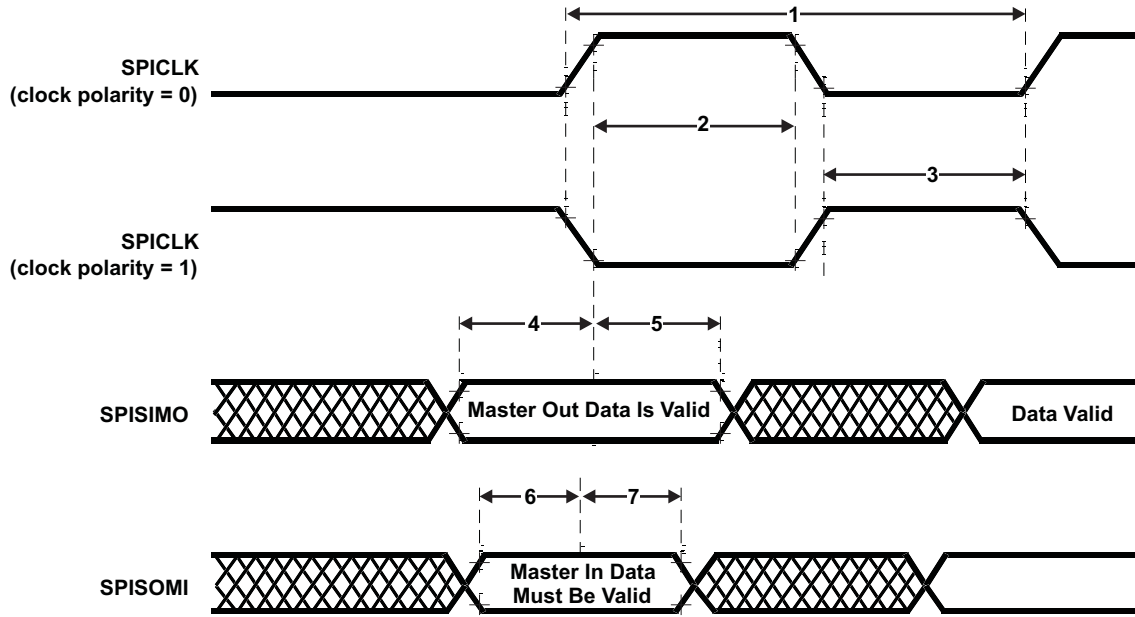 1
SPICLK
(clock polarity = 0)
2
3
SPICLK
(clock polarity = 1)
4
5
SPISIMO
Master Out Data Is Valid
Data Valid
6
7
SPISOMI
Master In Data
Must Be Valid